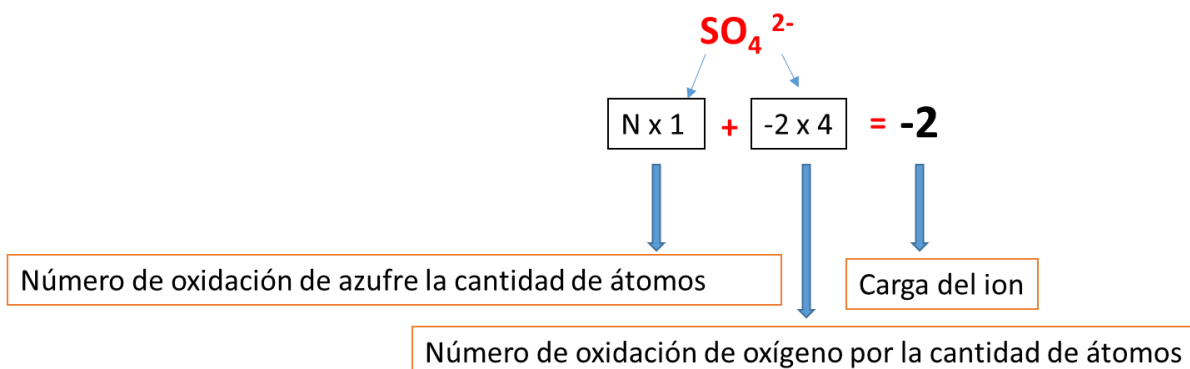 SO₄ ²⁻
N x 1 + -2 x 4 = -2
Número de oxidación de azufre la cantidad de átomos
Carga del ion
Número de oxidación de oxígeno por la cantidad de átomos